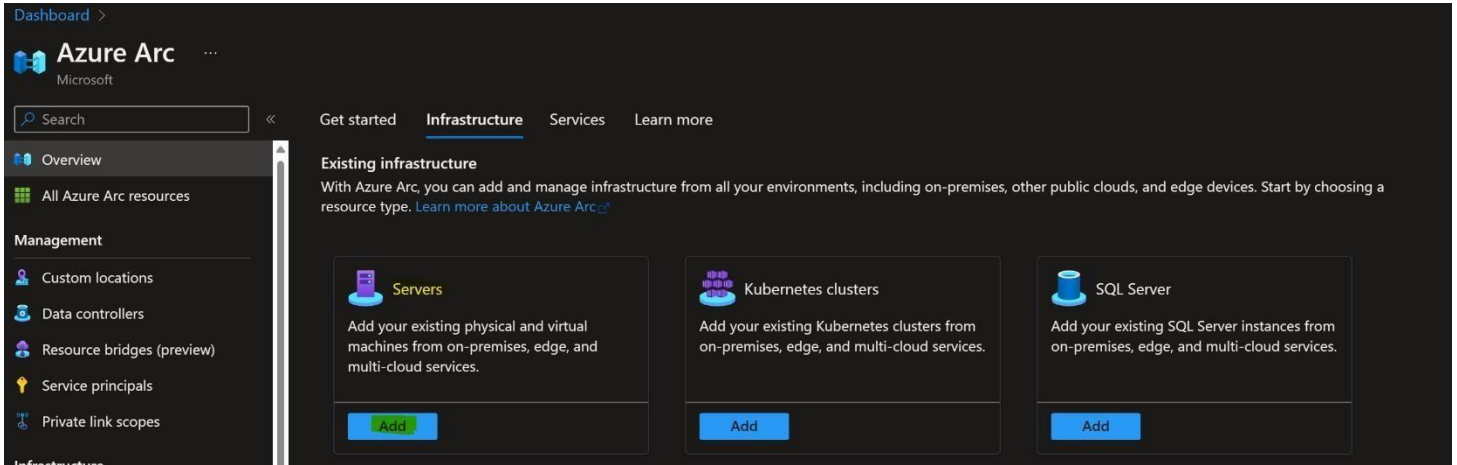 Dashboard >
Azure Arc ...
Microsoft
Search «
Overview
All Azure Arc resources
Management
Custom locations
Data controllers
Resource bridges (preview)
Service principals
Private link scopes
Infrastructure
Get started Infrastructure Services Learn more
Existing infrastructure
With Azure Arc, you can add and manage infrastructure from all your environments, including on-premises, other public clouds, and edge devices. Start by choosing a
resource type. Learn more about Azure Arc
Servers
Add your existing physical and virtual
machines from on-premises, edge, and
multi-cloud services.
Add
Kubernetes clusters
Add your existing Kubernetes clusters from
on-premises, edge, and multi-cloud services.
Add
SQL Server
Add your existing SQL Server instances from
on-premises, edge, and multi-cloud services.
Add